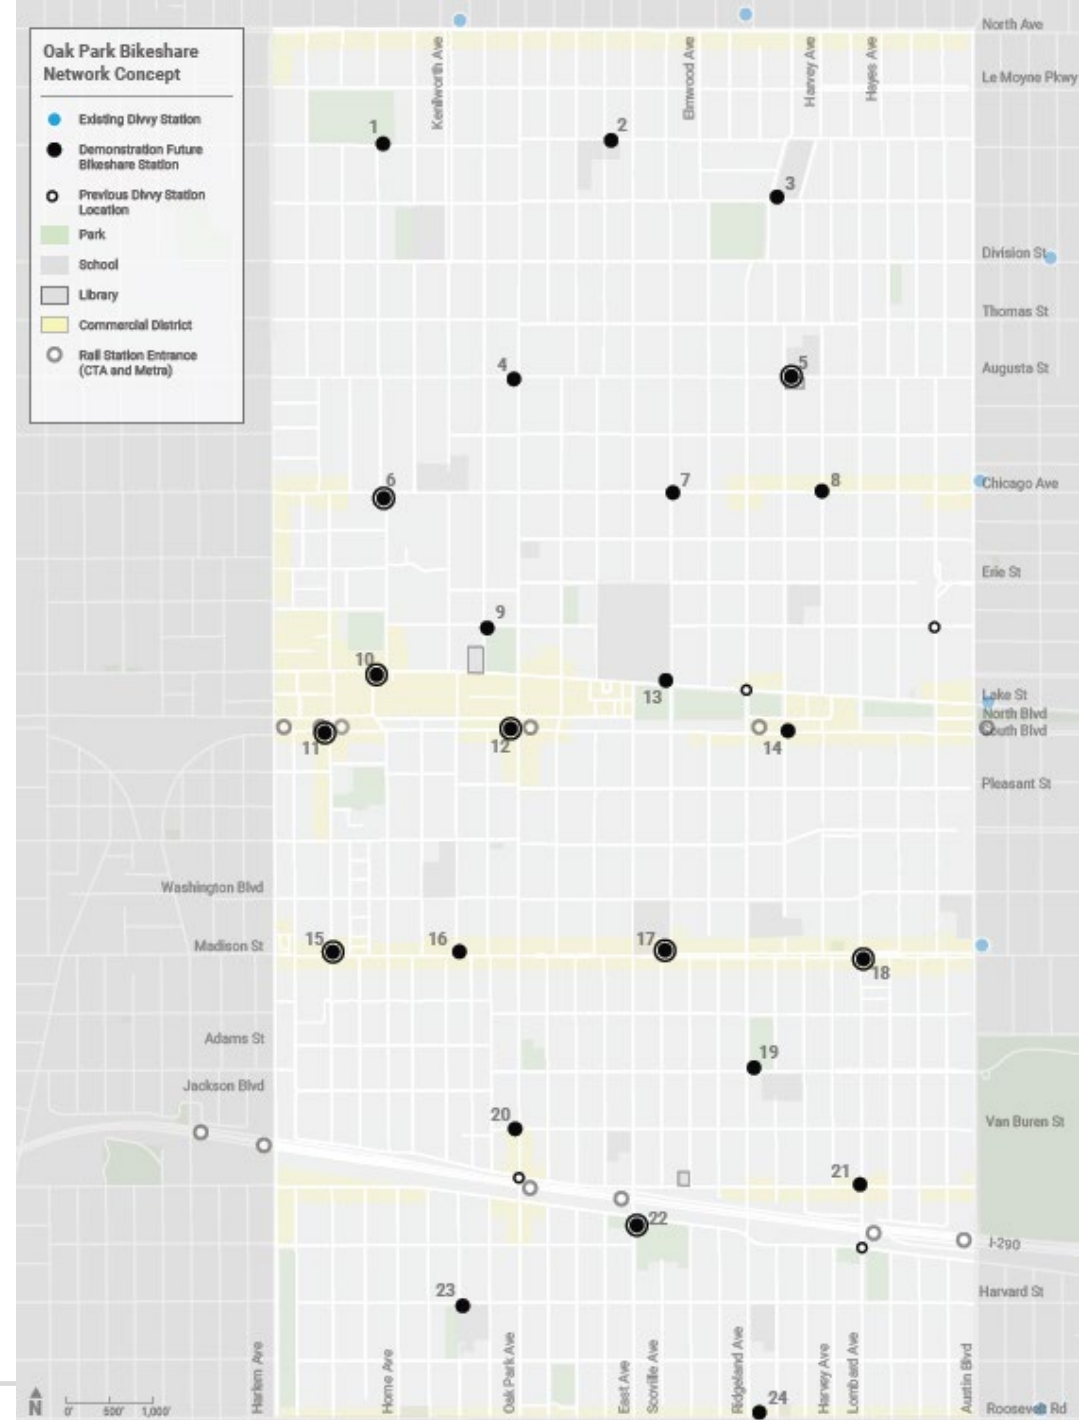 Oak Park Bikeshare
Network Concept
Existing Divvy Station
Demonstration Future
Bikeshare Station
Previous Divvy Station
Location
Park
School
Library
Commercial District
Rail Station Entrance
(CTA and Metra)
North Ave
Kenilworth Ave
Elmwood Ave
Harvey Ave
Hayes Ave
Le Moyne Pkwy
1
2
3
Division St
Thomas St
4
5
Augusta St
6
7
8
Chicago Ave
Erie St
9
10
13
Lake St
North Blvd
South Blvd
11
12
14
Pleasant St
Washington Blvd
Madison St
15
16
17
18
Adams St
19
Jackson Blvd
20
Van Buren St
21
22
I-290
23
Harvard St
Harlem Ave
Home Ave
Oak Park Ave
East Ave
Scoville Ave
Ridgeland Ave
Harvey Ave
Lombard Ave
Austin Blvd
24
Roosevelt Rd
N
0'
500'
1,000'